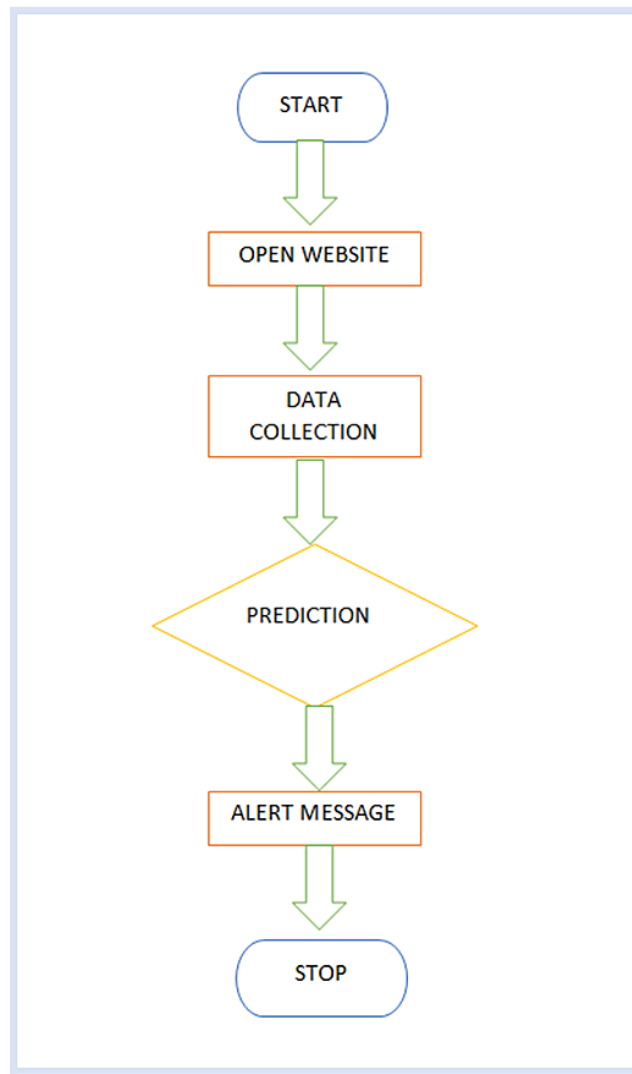 START
OPEN WEBSITE
DATA
COLLECTION
PREDICTION
ALERT MESSAGE
STOP